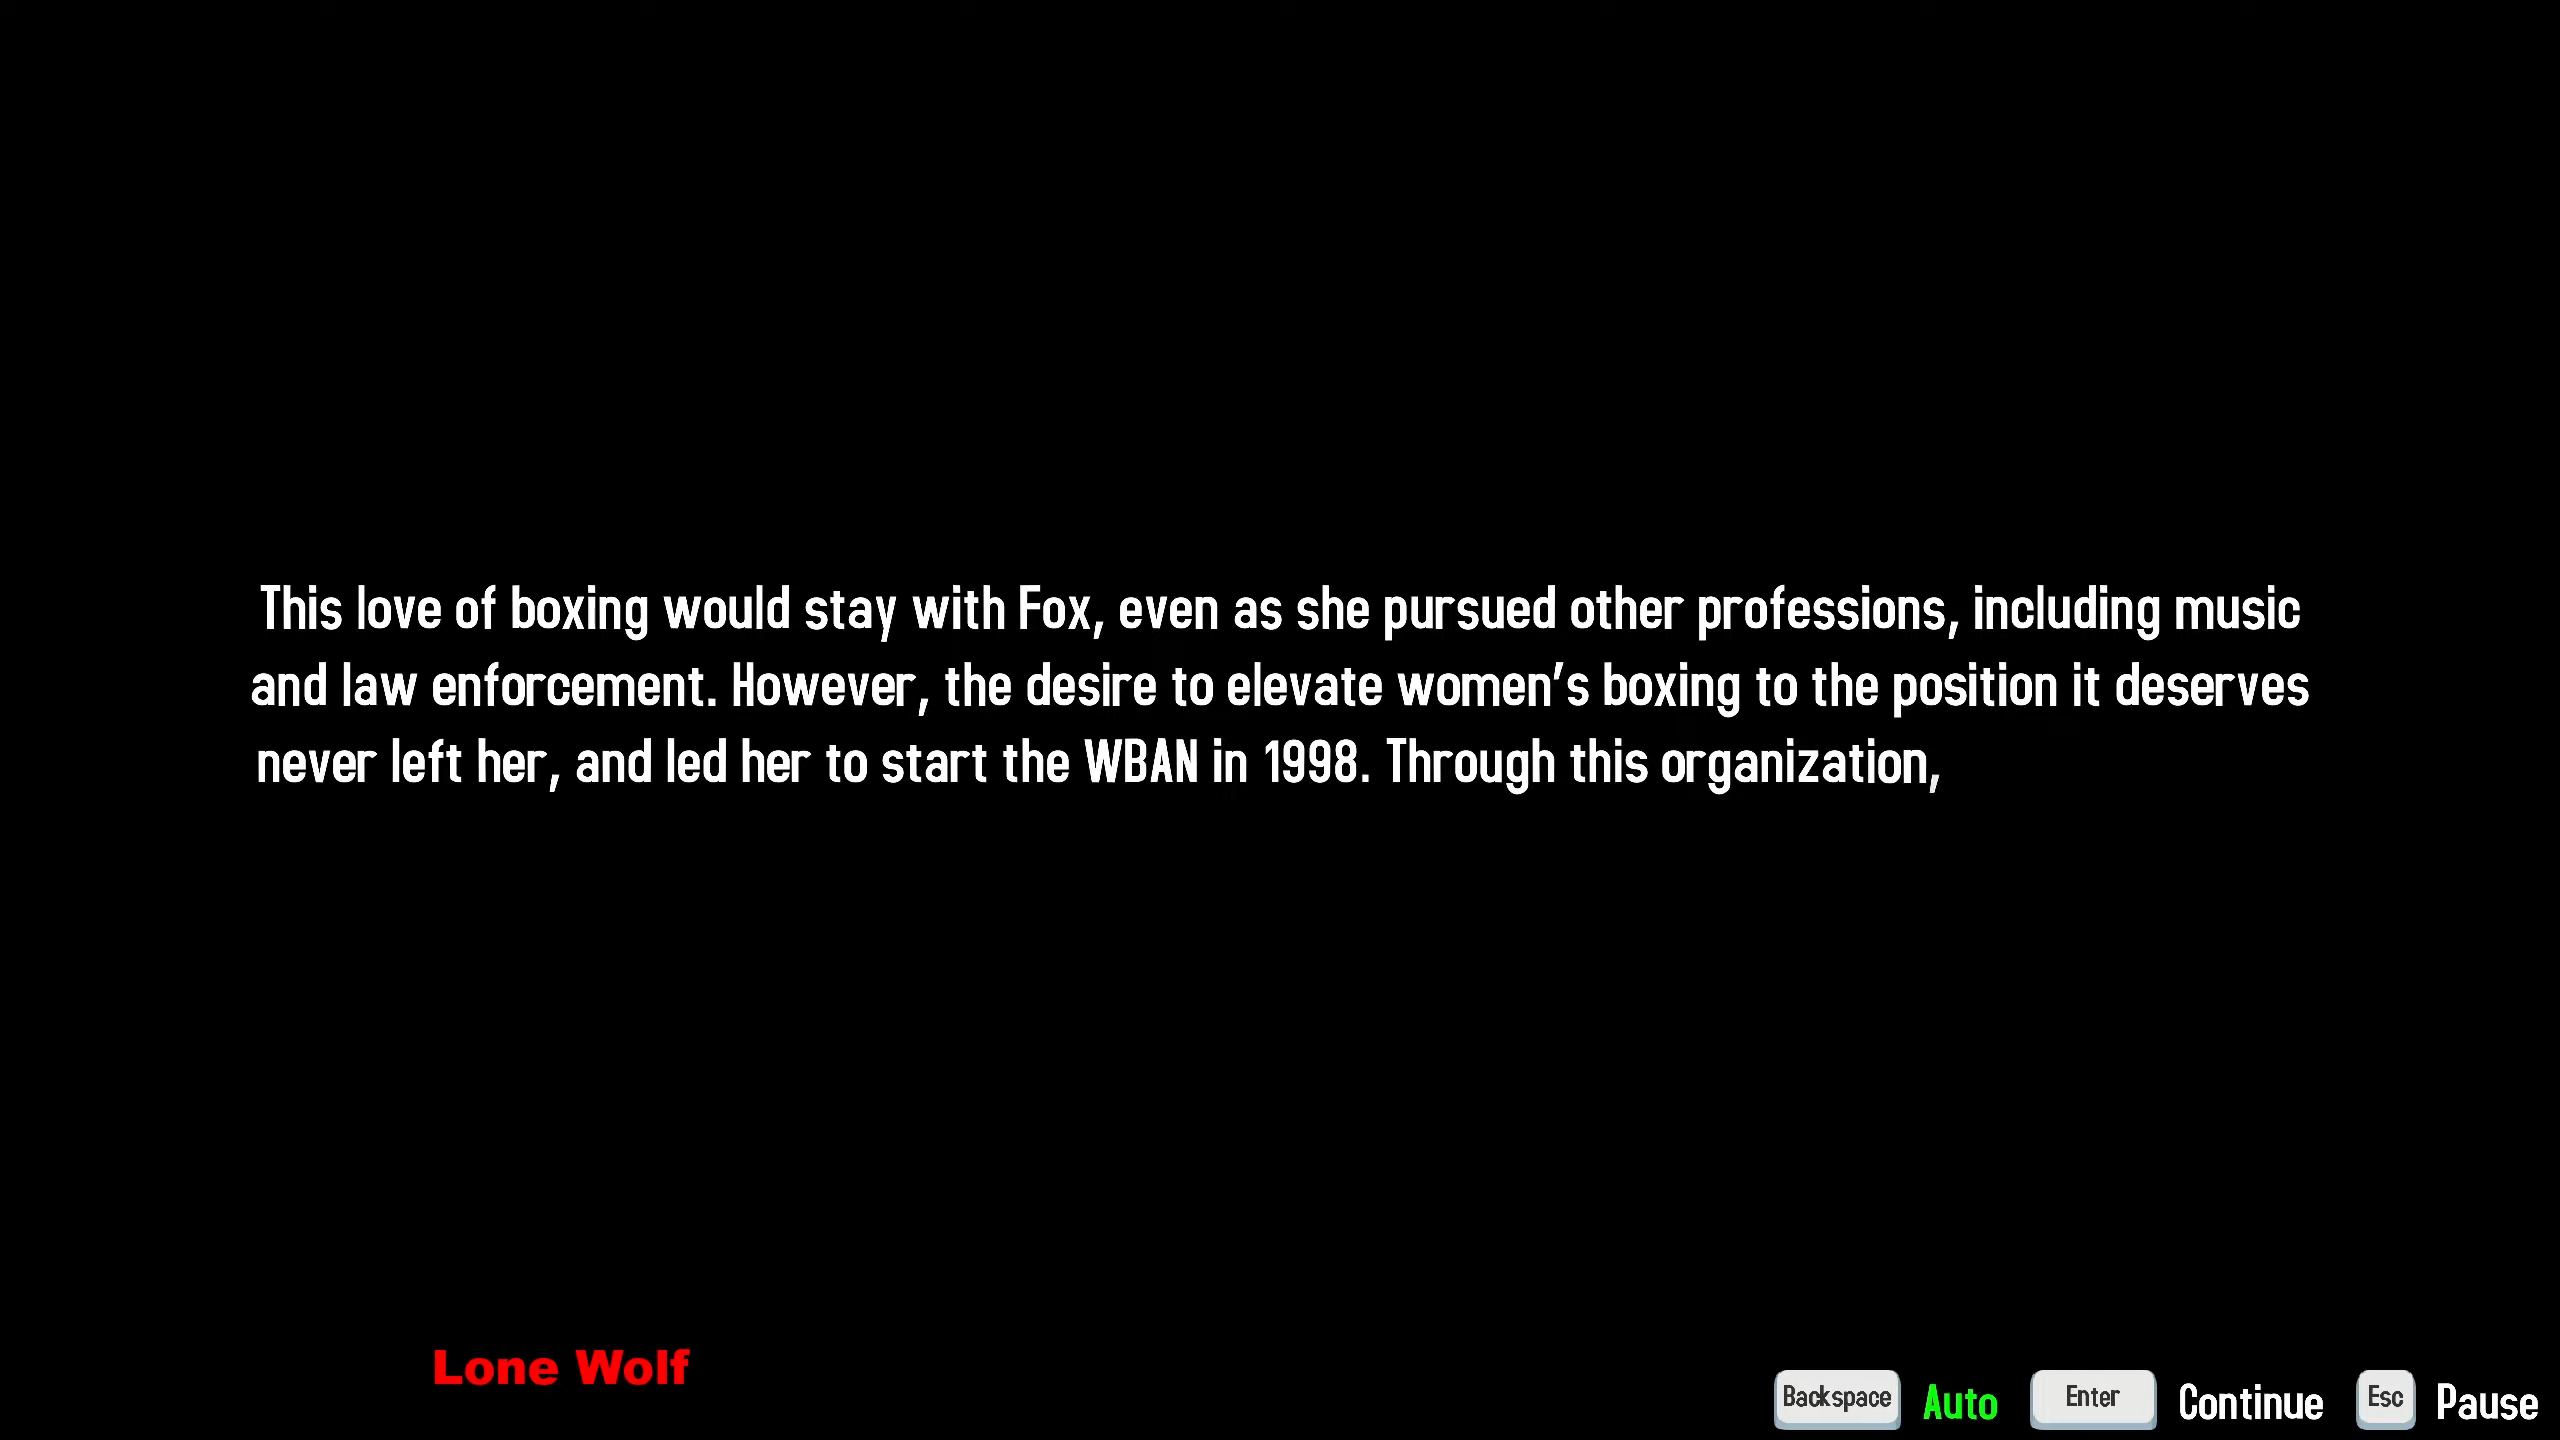 This love of boxing would stay with Fox, even as she pursued other professions, including music
and law enforcement. However, the desire to elevate women’s boxing to the position it deserves
never left her, and led her to start the WBAN in 1998. Through this organization,
Lone Wolf
Backspace Auto Enter Continue Esc Pause